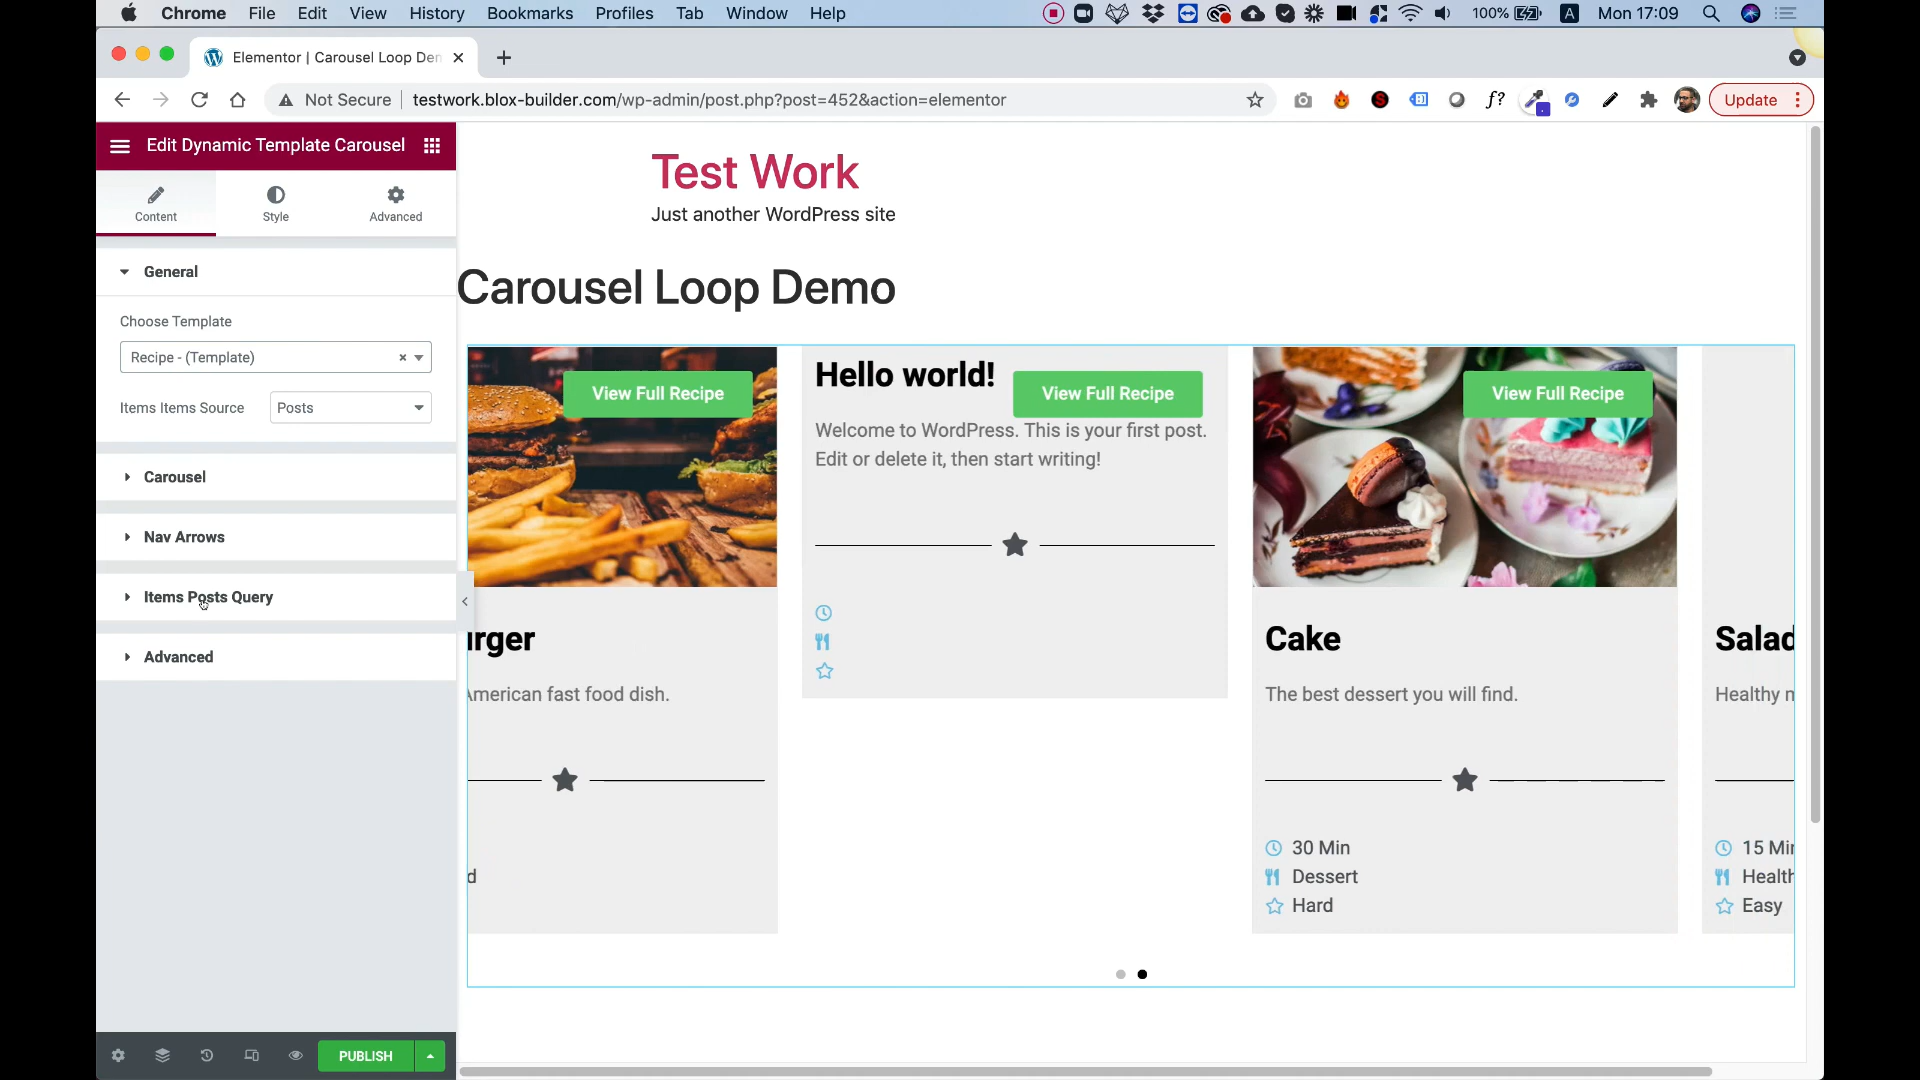 Chrome File Edit View History Bookmarks Profiles Tab Window Help 100% A Mon 17:09
Elementor | Carousel Loop Den
Not Secure testwork.blox-builder.com/wp-admin/post.php?post=452&action=elementor f? Update
Edit Dynamic Template Carousel
Content Style Advanced
General
Choose Template
Recipe - (Template)
Items Items Source Posts
Carousel
Nav Arrows
Items Posts Query
Advanced
PUBLISH
Test Work
Just another WordPress site
Carousel Loop Demo
View Full Recipe
urger
American fast food dish.
d
Hello world!
View Full Recipe
Welcome to WordPress. This is your first post.
Edit or delete it, then start writing!
View Full Recipe
Cake
The best dessert you will find.
30 Min
Dessert
Hard
Salad
Healthy
15 Min
Health
Easy